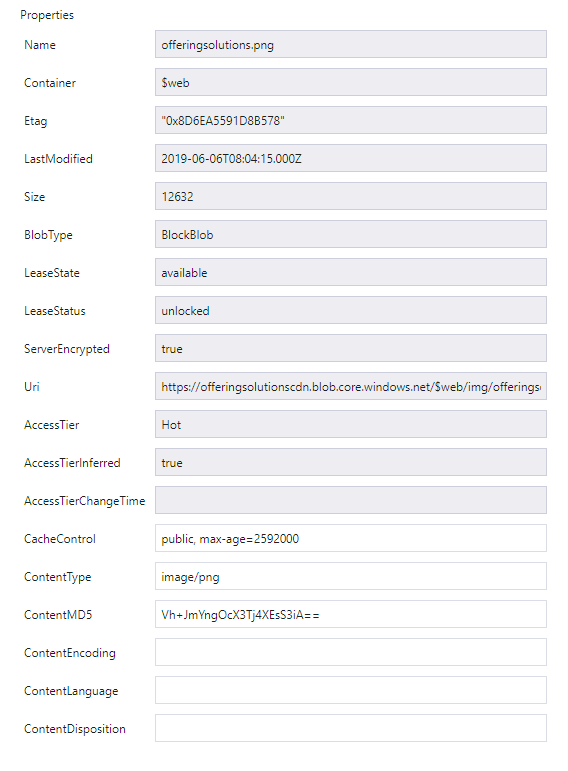 Properties
Name offeringsolutions.png
Container $web
Etag "0x8D6EA5591D8B578"
LastModified 2019-06-06T08:04:15.000Z
Size 12632
BlobType BlockBlob
LeaseState available
LeaseStatus unlocked
ServerEncrypted true
Uri https://offeringsolutionscdn.blob.core.windows.net/$web/img/offerings
AccessTier Hot
AccessTierInferred true
AccessTierChangeTime
CacheControl public, max-age=2592000
ContentType image/png
ContentMD5 Vh+JmYngOcX3Tj4XEsS3iA==
ContentEncoding
ContentLanguage
ContentDisposition